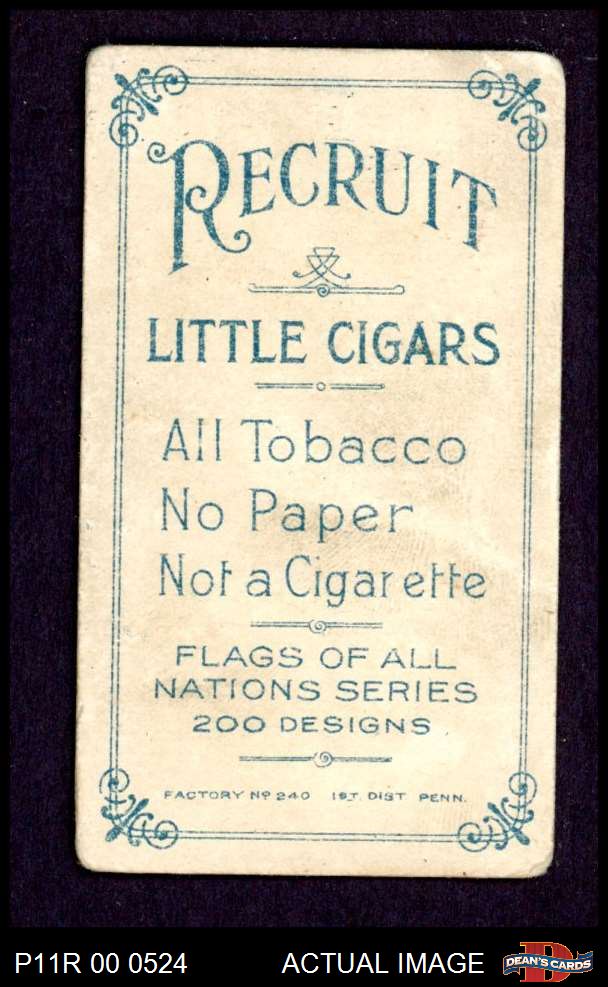 RECRUIT
LITTLE CIGARS
All Tobacco
No Paper
Not a Cigarette
FLAGS OF ALL
NATIONS SERIES
200 DESIGNS
FACTORY Nº 240 1ST. DIST PENN.
P11R 00 0524 ACTUAL IMAGE
D
DEAN'S CARDS